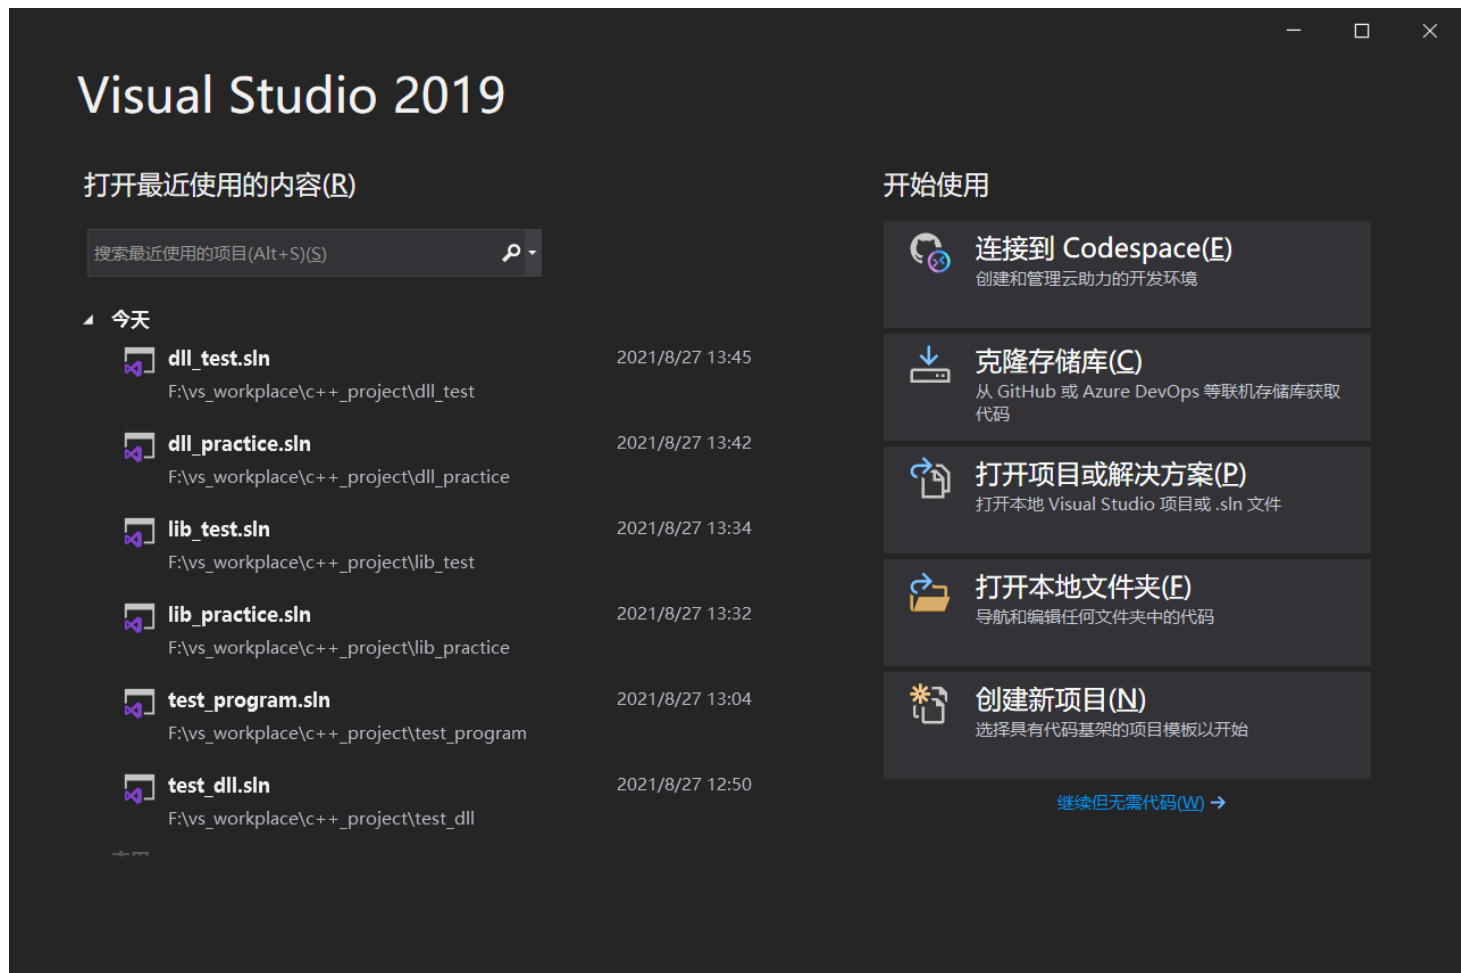 Visual Studio 2019
打开最近使用的内容(R)
搜索最近使用的项目(Alt+S)(S)
今天
dll_test.sln
2021/8/27 13:45
F:\vs_workplace\c++_project\dll_test
dll_practice.sln
2021/8/27 13:42
F:\vs_workplace\c++_project\dll_practice
lib_test.sln
2021/8/27 13:34
F:\vs_workplace\c++_project\lib_test
lib_practice.sln
2021/8/27 13:32
F:\vs_workplace\c++_project\lib_practice
test_program.sln
2021/8/27 13:04
F:\vs_workplace\c++_project\test_program
test_dll.sln
2021/8/27 12:50
F:\vs_workplace\c++_project\test_dll
开始使用
连接到 Codespace(E)
创建和管理云助力的开发环境
克隆存储库(C)
从 GitHub 或 Azure DevOps 等联机存储库获取
代码
打开项目或解决方案(P)
打开本地 Visual Studio 项目或 .sln 文件
打开本地文件夹(F)
导航和编辑任何文件夹中的代码
创建新项目(N)
选择具有代码基架的项目模板以开始
继续但无需代码(W)